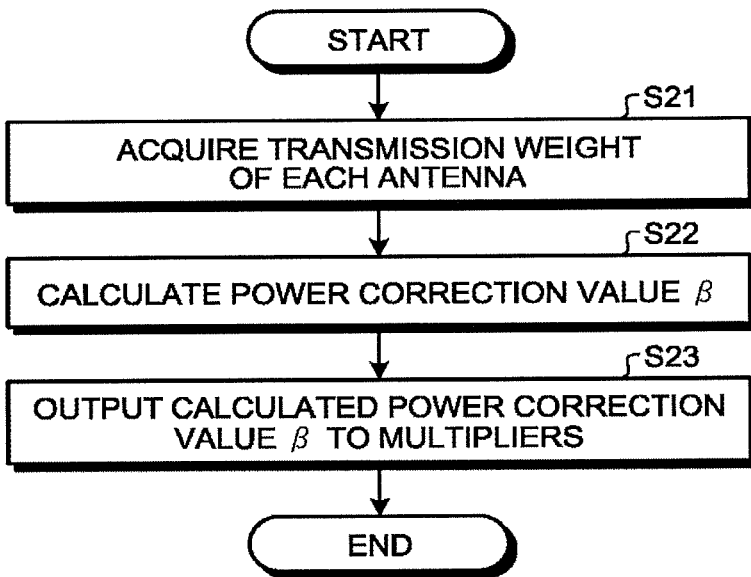 START
S21
ACQUIRE TRANSMISSION WEIGHT
OF EACH ANTENNA
S22
CALCULATE POWER CORRECTION VALUE β
S23
OUTPUT CALCULATED POWER CORRECTION
VALUE β TO MULTIPLIERS
END